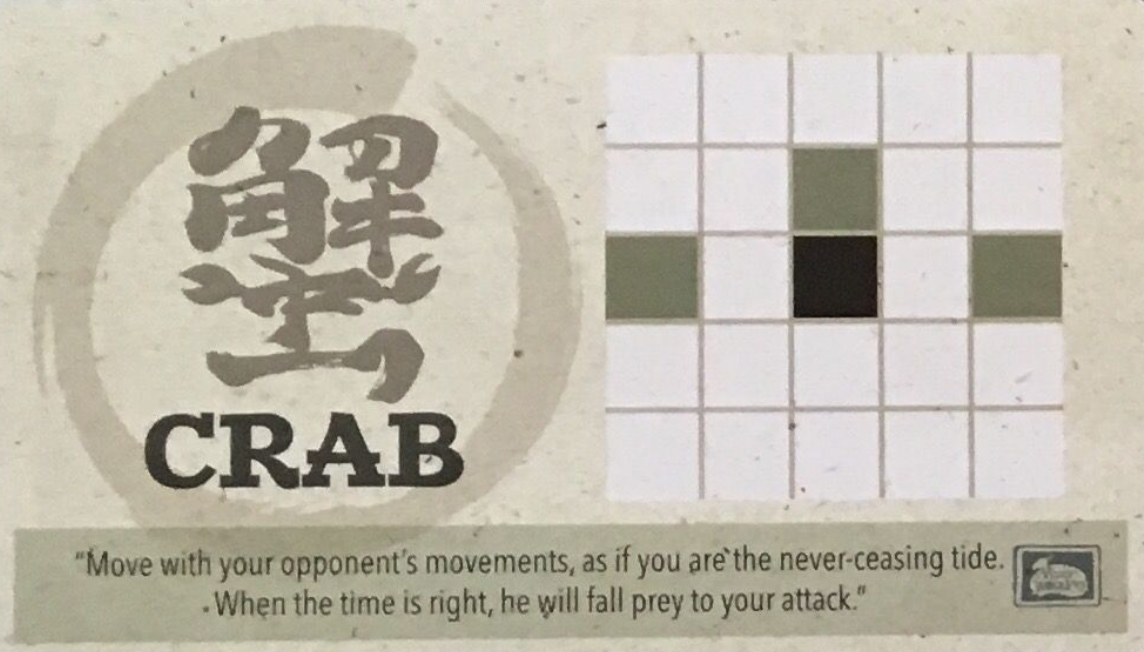 蟹
CRAB
"Move with your opponent's movements, as if you are the never-ceasing tide.
When the time is right, he will fall prey to your attack."